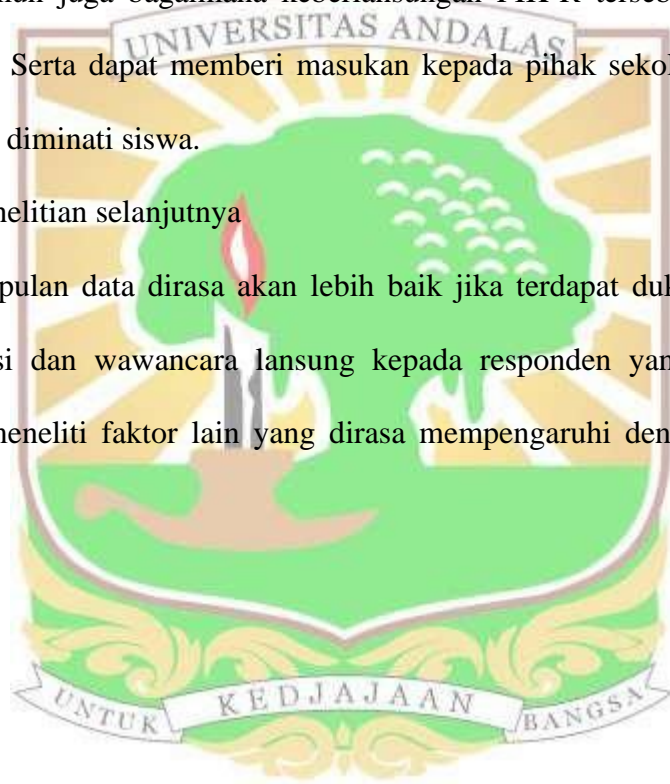 UNIVERSITAS ANDALAS
Serta dapat memberi masukan kepada pihak sekol
diminati siswa.
nelitian selanjutnya
pulan data dirasa akan lebih baik jika terdapat duk
si dan wawancara lansung kepada responden yan
meneliti faktor lain yang dirasa mempengaruhi den
UNTUK KEDJAJAAN BANGSA